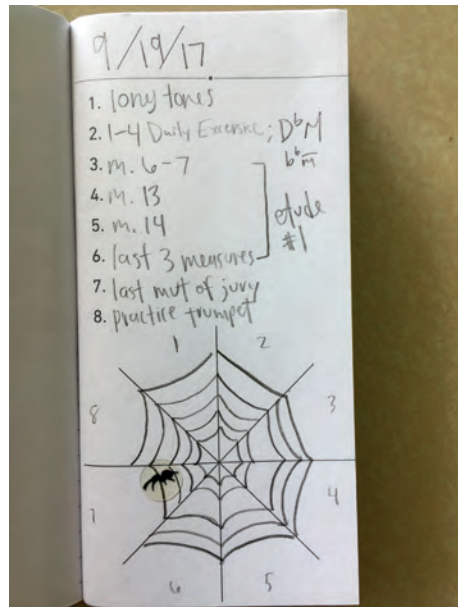 9/19/17
1. long tones
2. 1-4 Daily Excersise; D♭M
b♭m
3. m. 6-7
4. m. 13
5. m. 14
etude
#1
6. last 3 measures
7. last mvt of jury
8. practice trumpet
1 2
8 3
7 4
6 5